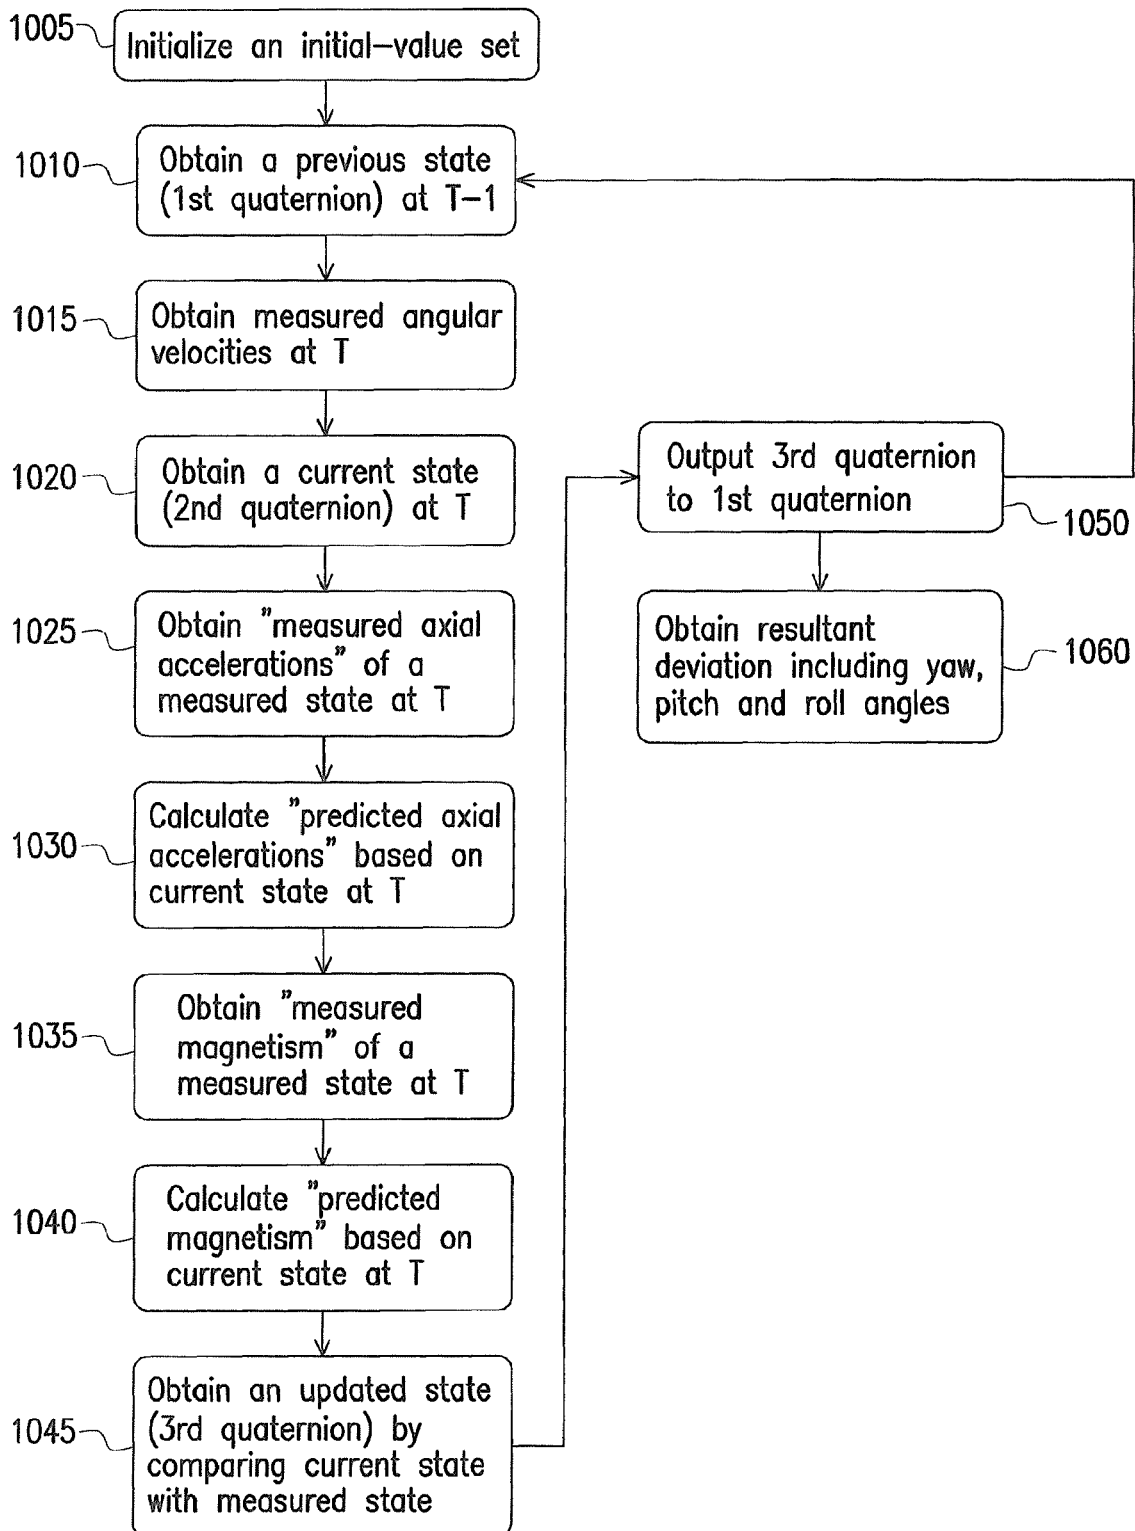 1005
Initialize an initial-value set
1010
Obtain a previous state
(1st quaternion) at T-1
1015
Obtain measured angular
velocities at T
1020
Obtain a current state
(2nd quaternion) at T
1025
Obtain "measured axial
accelerations" of a
measured state at T
1030
Calculate "predicted axial
accelerations" based on
current state at T
1035
Obtain "measured
magnetism" of a
measured state at T
1040
Calculate "predicted
magnetism" based on
current state at T
1045
Obtain an updated state
(3rd quaternion) by
comparing current state
with measured state
Output 3rd quaternion
to 1st quaternion
1050
Obtain resultant
deviation including yaw,
pitch and roll angles
1060